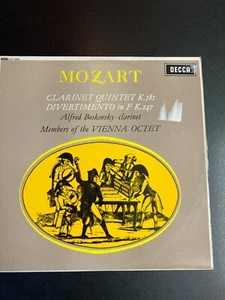 MOZART
DECCA
CLARINET QUINTET K.581
DIVERTIMENTO in F K.247
Alfred Boskovsky-clarinet
Members of the VIENNA OCTET